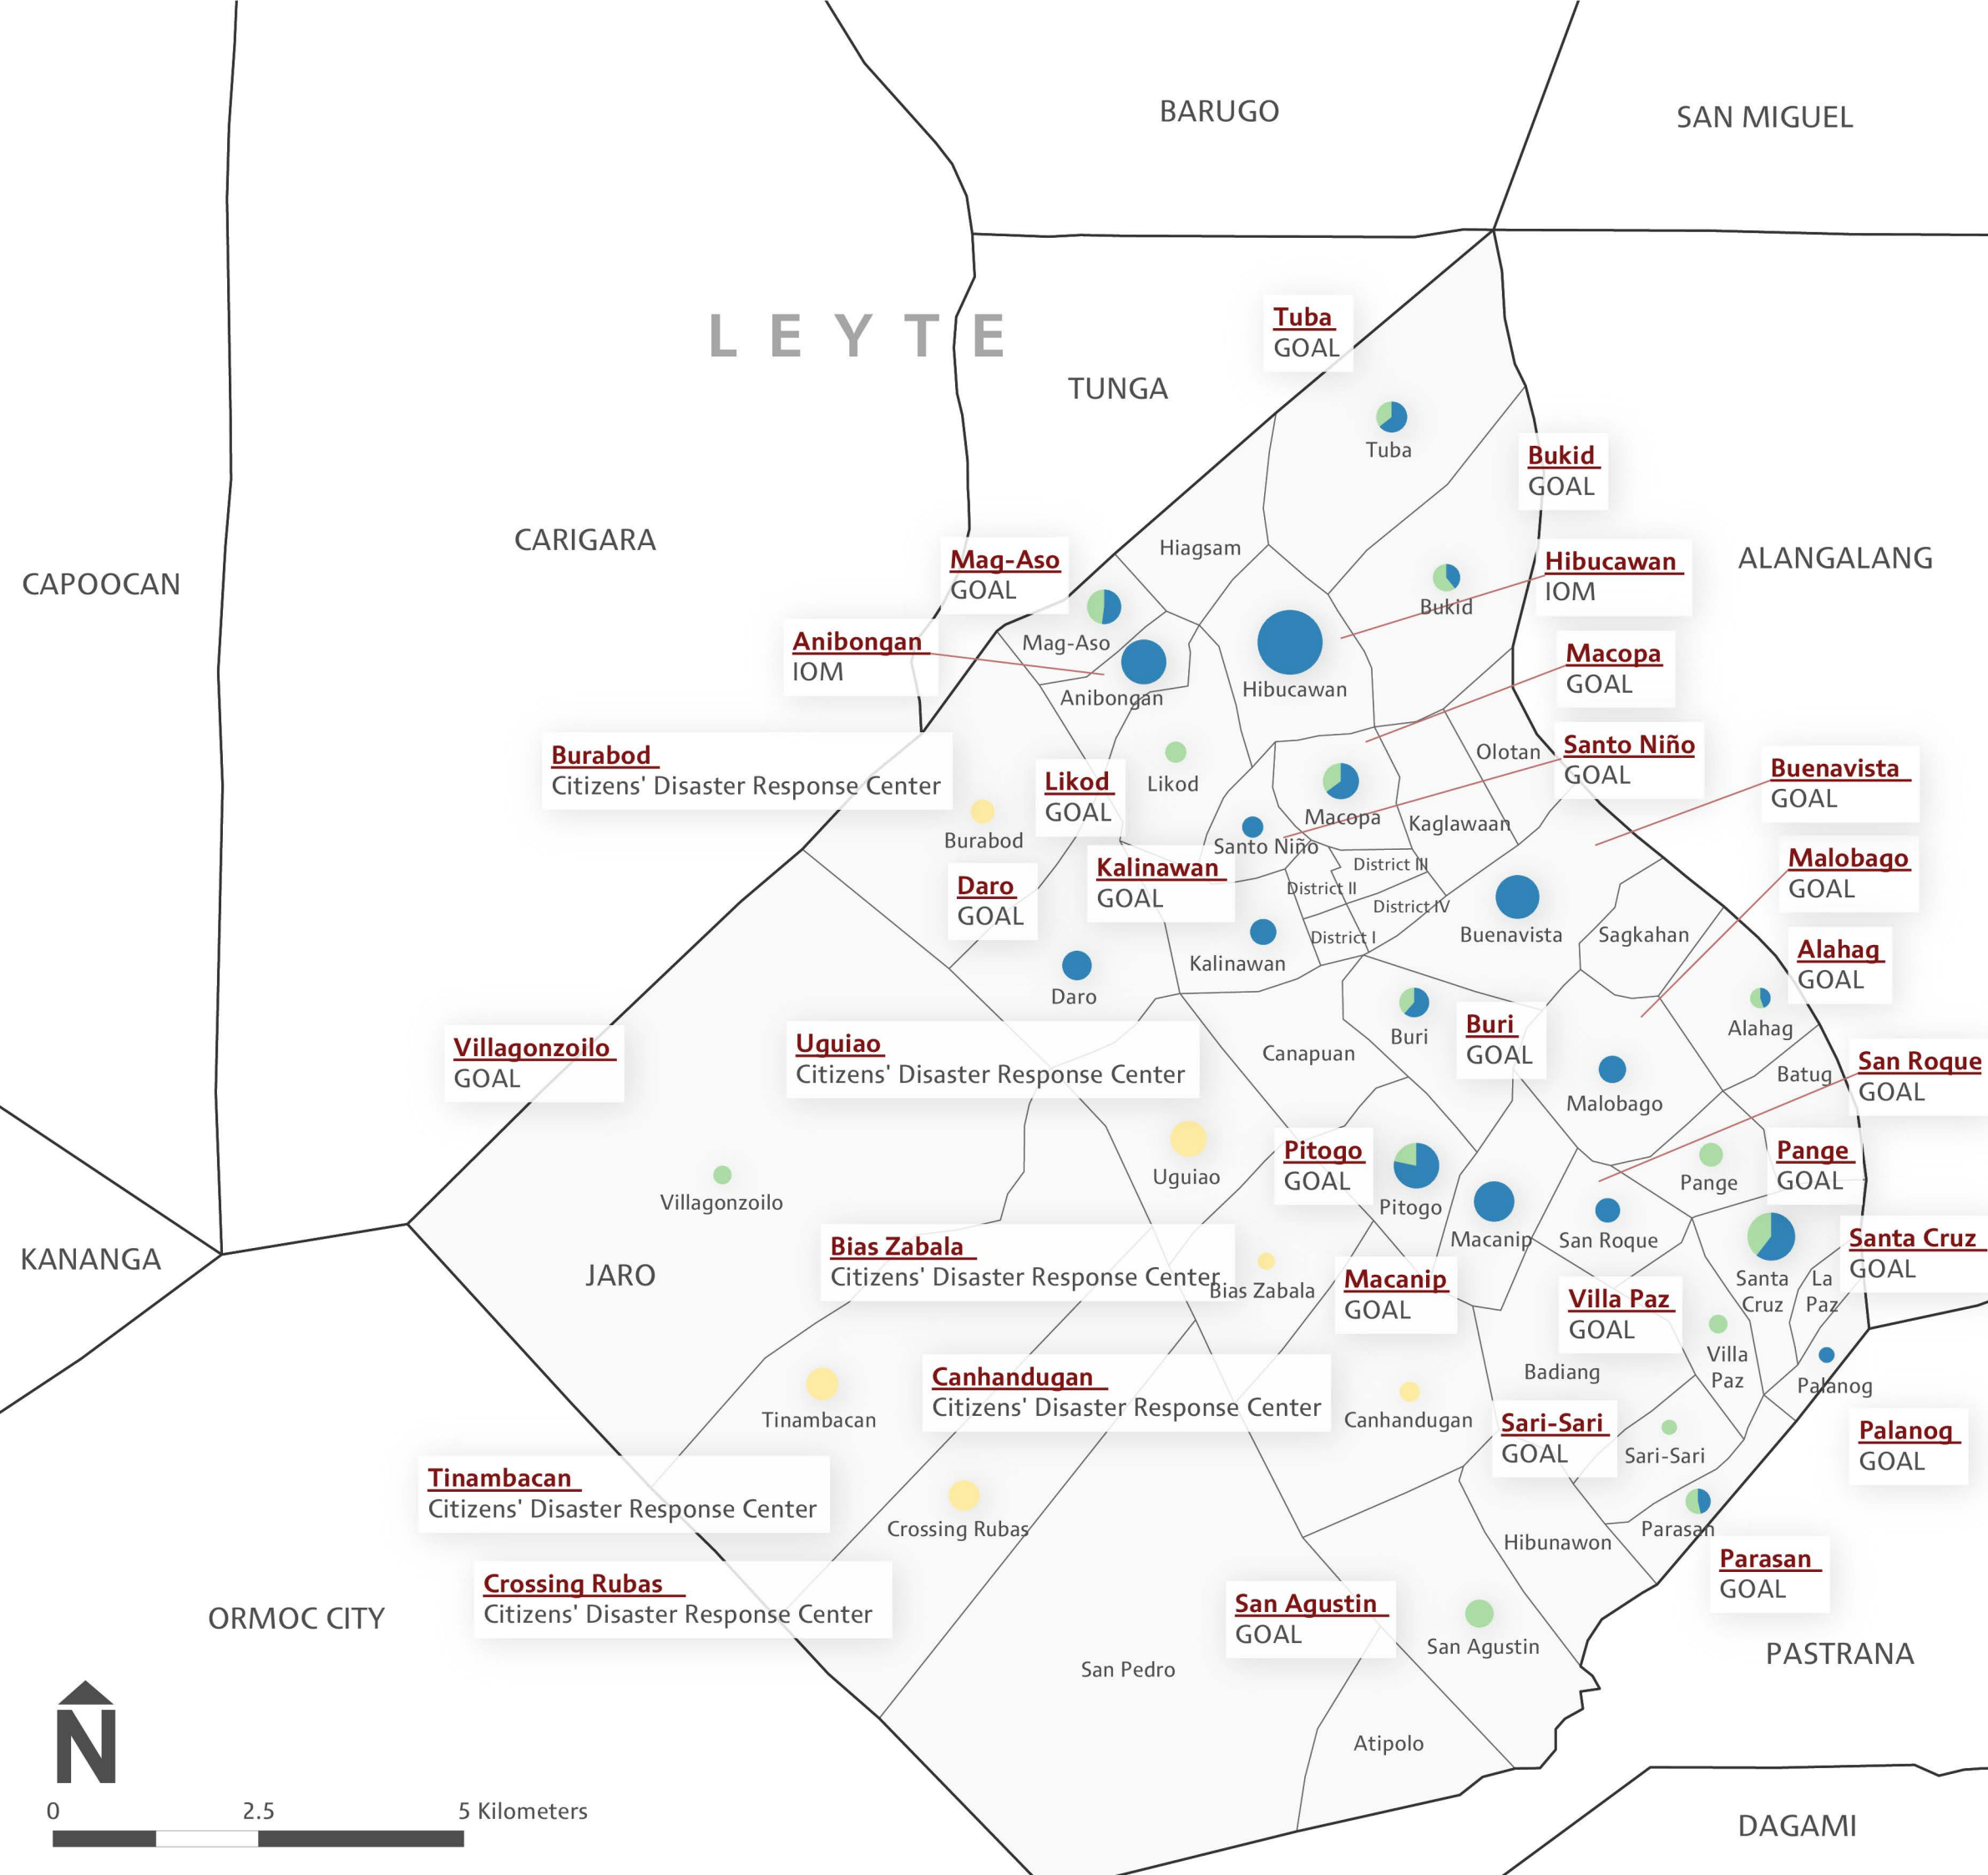 BARUGO
SAN MIGUEL
LEYTE
TUNGA
Tuba
GOAL
Tuba
Bukid
GOAL
CARIGARA
CAPOOCAN
ALANGALANG
Hiagsam
Mag-Aso
GOAL
Hibucawan
IOM
Bukid
Mag-Aso
Anibongan
IOM
Anibongan
Hibucawan
Macopa
GOAL
Burabod
Citizens' Disaster Response Center
Likod
Likod
GOAL
Olotan
Santo Niño
GOAL
Buenavista
GOAL
Burabod
Macopa
Kaglawaan
Santo Niño
Daro
GOAL
Kalinawan
GOAL
District III
District II
District IV
District I
Malobago
GOAL
Buenavista
Sagkahan
Kalinawan
Daro
Alahag
GOAL
Alahag
Villagonzoilo
GOAL
Uguiao
Citizens' Disaster Response Center
Canapuan
Buri
Buri
GOAL
Batug
San Roque
GOAL
Malobago
Villagonzoilo
Uguiao
Pitogo
GOAL
Pitogo
Pange
Pange
GOAL
Macanip
San Roque
KANANGA
JARO
Bias Zabala
Citizens' Disaster Response Center
Bias Zabala
Macanip
GOAL
Santa Cruz
GOAL
Santa
Cruz
La
Paz
Villa Paz
GOAL
Villa
Paz
Badiang
Palanog
Tinambacan
Canhandugan
Citizens' Disaster Response Center
Canhandugan
Sari-Sari
GOAL
Sari-Sari
Palanog
GOAL
Tinambacan
Citizens' Disaster Response Center
Crossing Rubas
Crossing Rubas
Citizens' Disaster Response Center
Hibunawon
Parasan
Parasan
GOAL
ORMOC CITY
San Agustin
GOAL
San Agustin
San Pedro
PASTRANA
Atipolo
N
0 2.5 5 Kilometers
DAGAMI